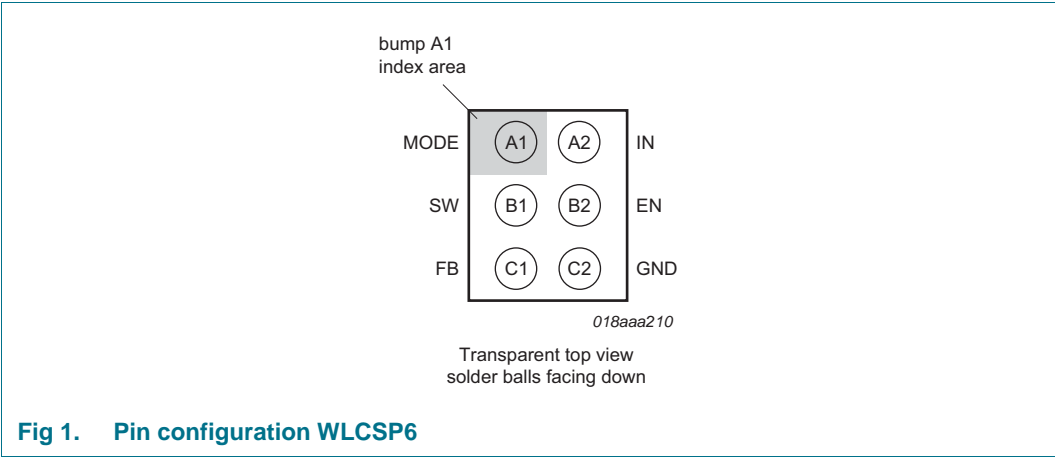 bump A1
index area
MODE A1 A2 IN
SW B1 B2 EN
FB C1 C2 GND
018aaa210
Transparent top view
solder balls facing down
Fig 1. Pin configuration WLCSP6